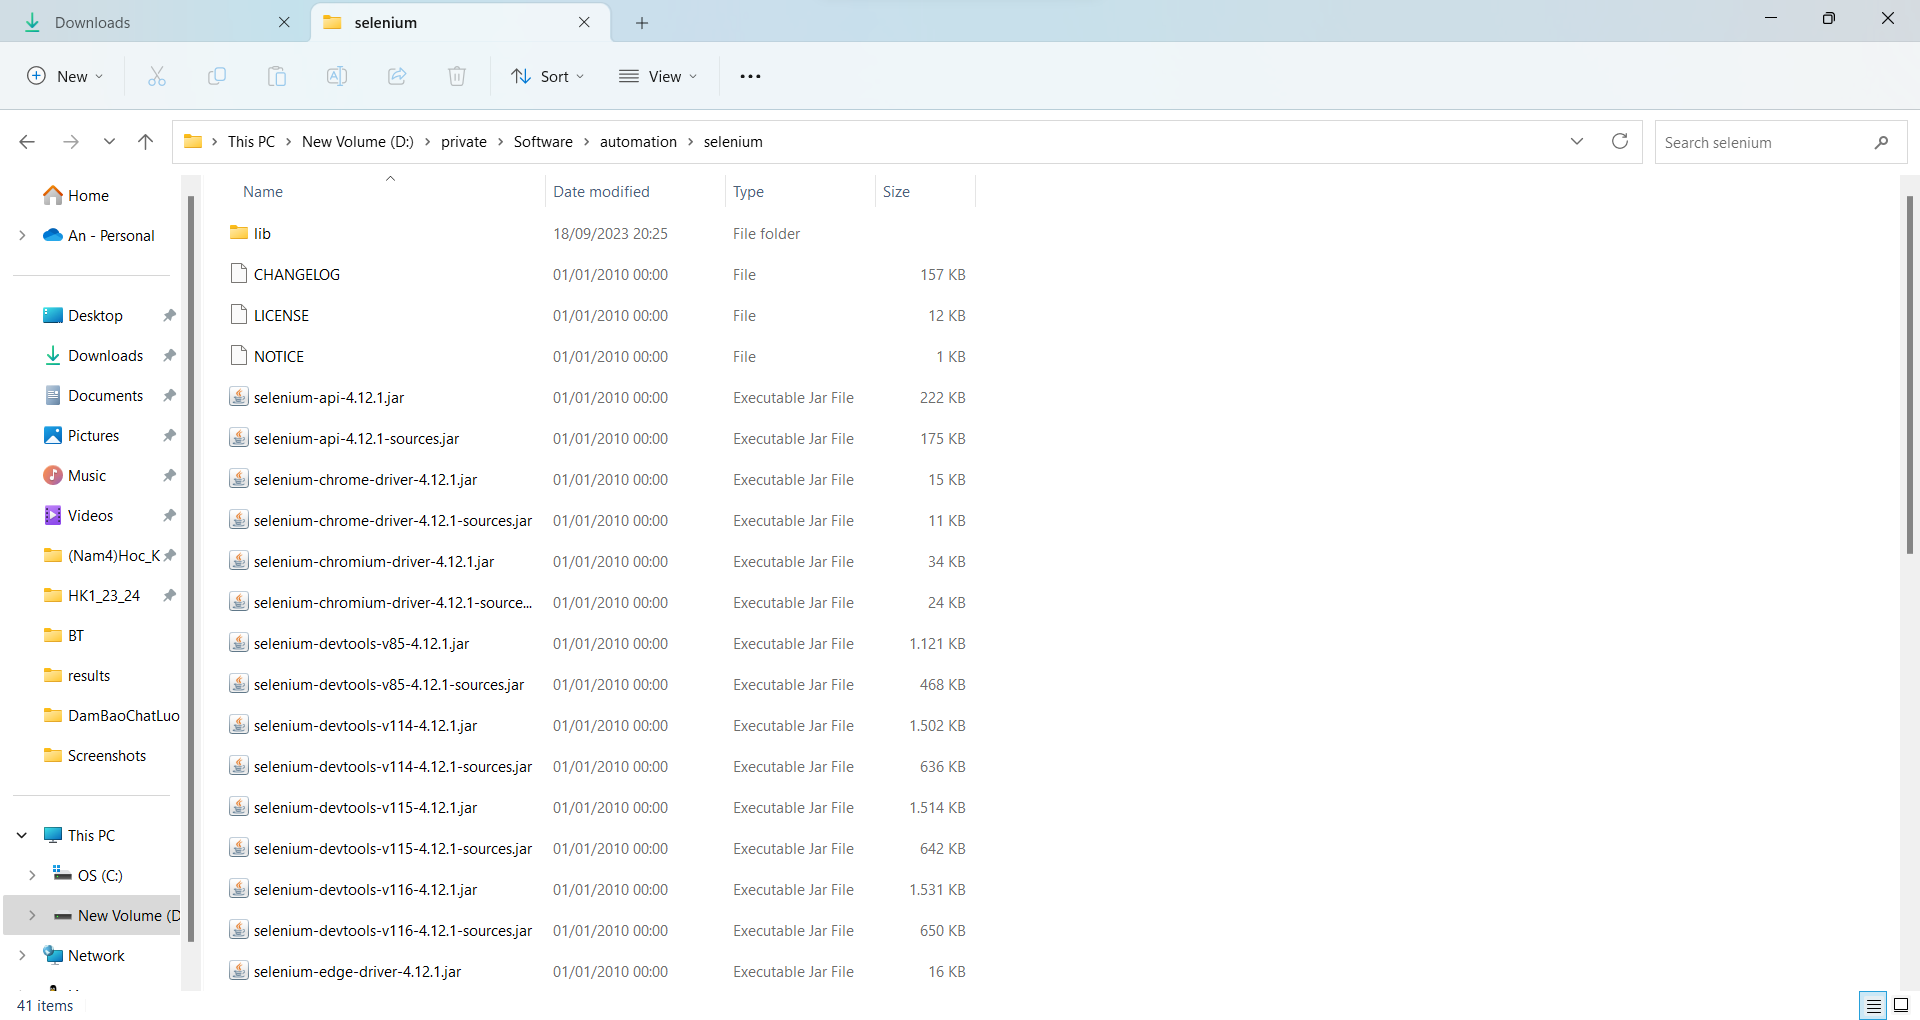 Downloads
selenium
New
Sort
View
This PC
New Volume (D:)
private
Software
automation
selenium
Search selenium
Home
An - Personal
Desktop
Downloads
Documents
Pictures
Music
Videos
(Nam4)Hoc_K
HK1_23_24
BT
results
DamBaoChatLuo
Screenshots
This PC
OS (C:)
New Volume (D
Network
Name Date modified Type Size
lib 18/09/2023 20:25 File folder
CHANGELOG 01/01/2010 00:00 File 157 KB
LICENSE 01/01/2010 00:00 File 12 KB
NOTICE 01/01/2010 00:00 File 1 KB
selenium-api-4.12.1.jar 01/01/2010 00:00 Executable Jar File 222 KB
selenium-api-4.12.1-sources.jar 01/01/2010 00:00 Executable Jar File 175 KB
selenium-chrome-driver-4.12.1.jar 01/01/2010 00:00 Executable Jar File 15 KB
selenium-chrome-driver-4.12.1-sources.jar 01/01/2010 00:00 Executable Jar File 11 KB
selenium-chromium-driver-4.12.1.jar 01/01/2010 00:00 Executable Jar File 34 KB
selenium-chromium-driver-4.12.1-source... 01/01/2010 00:00 Executable Jar File 24 KB
selenium-devtools-v85-4.12.1.jar 01/01/2010 00:00 Executable Jar File 1.121 KB
selenium-devtools-v85-4.12.1-sources.jar 01/01/2010 00:00 Executable Jar File 468 KB
selenium-devtools-v114-4.12.1.jar 01/01/2010 00:00 Executable Jar File 1.502 KB
selenium-devtools-v114-4.12.1-sources.jar 01/01/2010 00:00 Executable Jar File 636 KB
selenium-devtools-v115-4.12.1.jar 01/01/2010 00:00 Executable Jar File 1.514 KB
selenium-devtools-v115-4.12.1-sources.jar 01/01/2010 00:00 Executable Jar File 642 KB
selenium-devtools-v116-4.12.1.jar 01/01/2010 00:00 Executable Jar File 1.531 KB
selenium-devtools-v116-4.12.1-sources.jar 01/01/2010 00:00 Executable Jar File 650 KB
selenium-edge-driver-4.12.1.jar 01/01/2010 00:00 Executable Jar File 16 KB
41 items